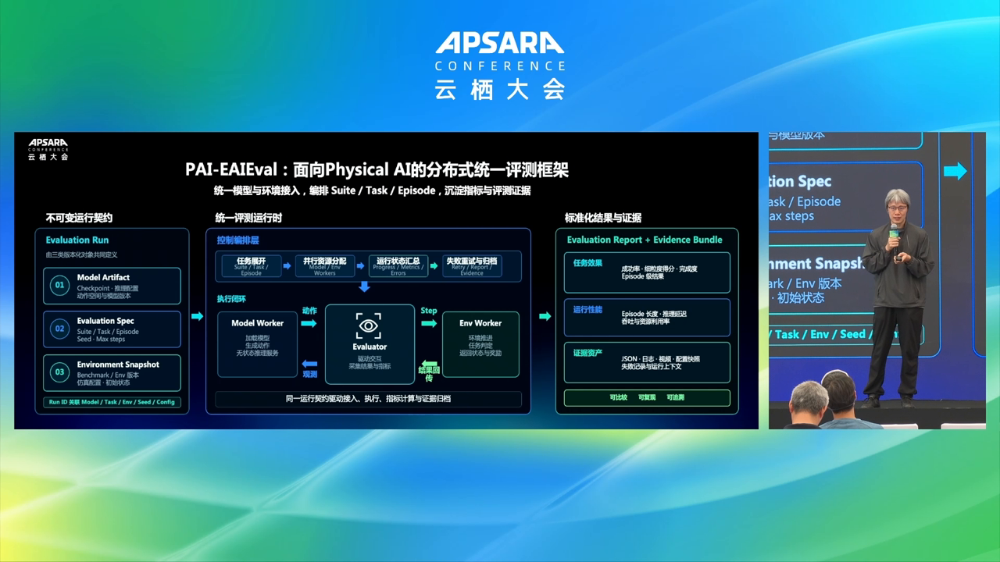 APSARA
CONFERENCE
云栖大会
APSARA
CONFERENCE
云栖大会
PAI-EAIEval：面向Physical AI的分布式统一评测框架
统一模型与环境接入，编排 Suite / Task / Episode，沉淀指标与评测证据
不可变运行契约
Evaluation Run
由三类版本化对象共同定义
01
Model Artifact
Checkpoint · 推理配置
动作空间与模型版本
02
Evaluation Spec
Suite / Task / Episode
Seed · Max steps
03
Environment Snapshot
Benchmark / Env 版本
仿真配置 · 初始状态
Run ID 关联 Model / Task / Env / Seed / Config
统一评测运行时
控制编排层
任务展开
Suite / Task /
Episode
并行资源分配
Model / Env
Workers
运行状态汇总
Progress / Metrics /
Errors
失败重试与归档
Retry / Report /
Evidence
执行闭环
Model Worker
加载模型
生成动作
无状态推理服务
动作
观测
Evaluator
驱动交互
采集结果与指标
Step
结果回
传
Env Worker
环境推进
任务判定
返回状态与奖励
同一运行契约驱动接入、执行、指标计算与证据归档
标准化结果与证据
Evaluation Report + Evidence Bundle
任务效果
成功率 · 细粒度得分 · 完成度
Episode 级结果
运行性能
Episode 长度 · 推理延迟
吞吐与资源利用率
证据资产
JSON · 日志 · 视频 · 配置快照
失败记录与运行上下文
可比较 可复现 可追溯
与模型版本
tion Spec
ask / Episode
ax steps
nment Snapsh
ark / Env 版本
· 初始状态
/ Task / Env / Seed /